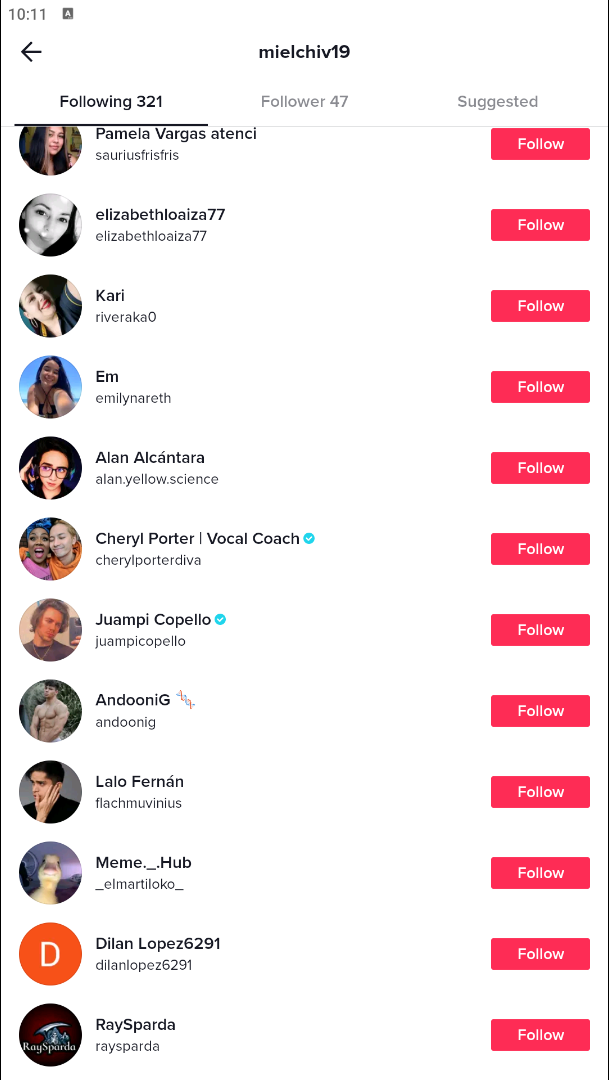 10:11 A
mielchiv19
Following 321 Follower 47 Suggested
Pamela Vargas atenci
sauriusfrisfris
Follow
elizabethloaiza77
elizabethloaiza77
Follow
Kari
riveraka0
Follow
Em
emilynareth
Follow
Alan Alcántara
alan.yellow.science
Follow
Cheryl Porter | Vocal Coach
cherylporterdiva
Follow
Juampi Copello
juampicopello
Follow
AndooniG 🧬
andoonig
Follow
Lalo Fernán
flachmuvinius
Follow
Meme._.Hub
_elmartiloko_
Follow
D
Dilan Lopez6291
dilanlopez6291
Follow
RaySparda
RaySparda
raysparda
Follow